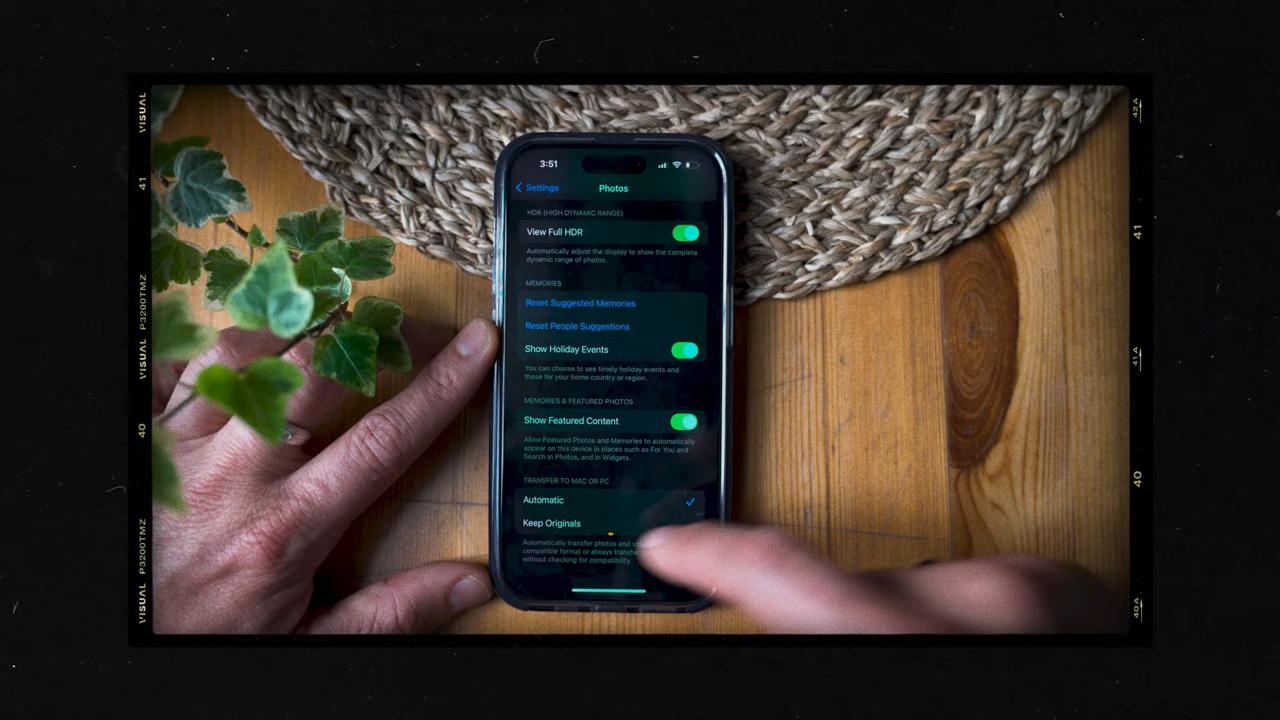 VISUAL
41
VISUAL P3200TMZ
40
VISUAL P3200TMZ
3:51
Settings
Photos
HDR (HIGH DYNAMIC RANGE)
View Full HDR
Automatically adjust the display to show the complete
dynamic range of photos.
MEMORIES
Reset Suggested Memories
Reset People Suggestions
Show Holiday Events
You can choose to see timely holiday events and
those for your home country or region.
MEMORIES & FEATURED PHOTOS
Show Featured Content
Allow Featured Photos and Memories to automatically
appear on this device in places such as For You and
Search in Photos, and in Widgets.
TRANSFER TO MAC OR PC
Automatic
Keep Originals
Automatically transfer photos and
compatible format or always transfer
without checking for compatibility.
42A
41
41A
40
40A